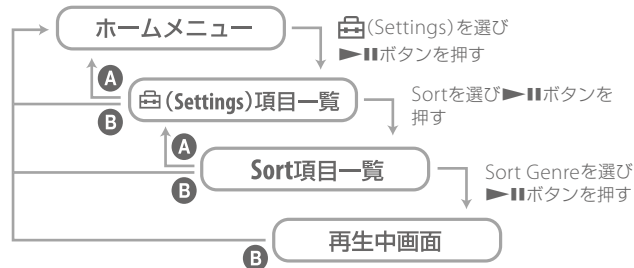 ホームメニュー
(Settings)を選び
►IIボタンを押す
A
B
(Settings)項目一覧
Sortを選び►IIボタンを
押す
A
B
Sort項目一覧
Sort Genreを選び
►IIボタンを押す
B
再生中画面